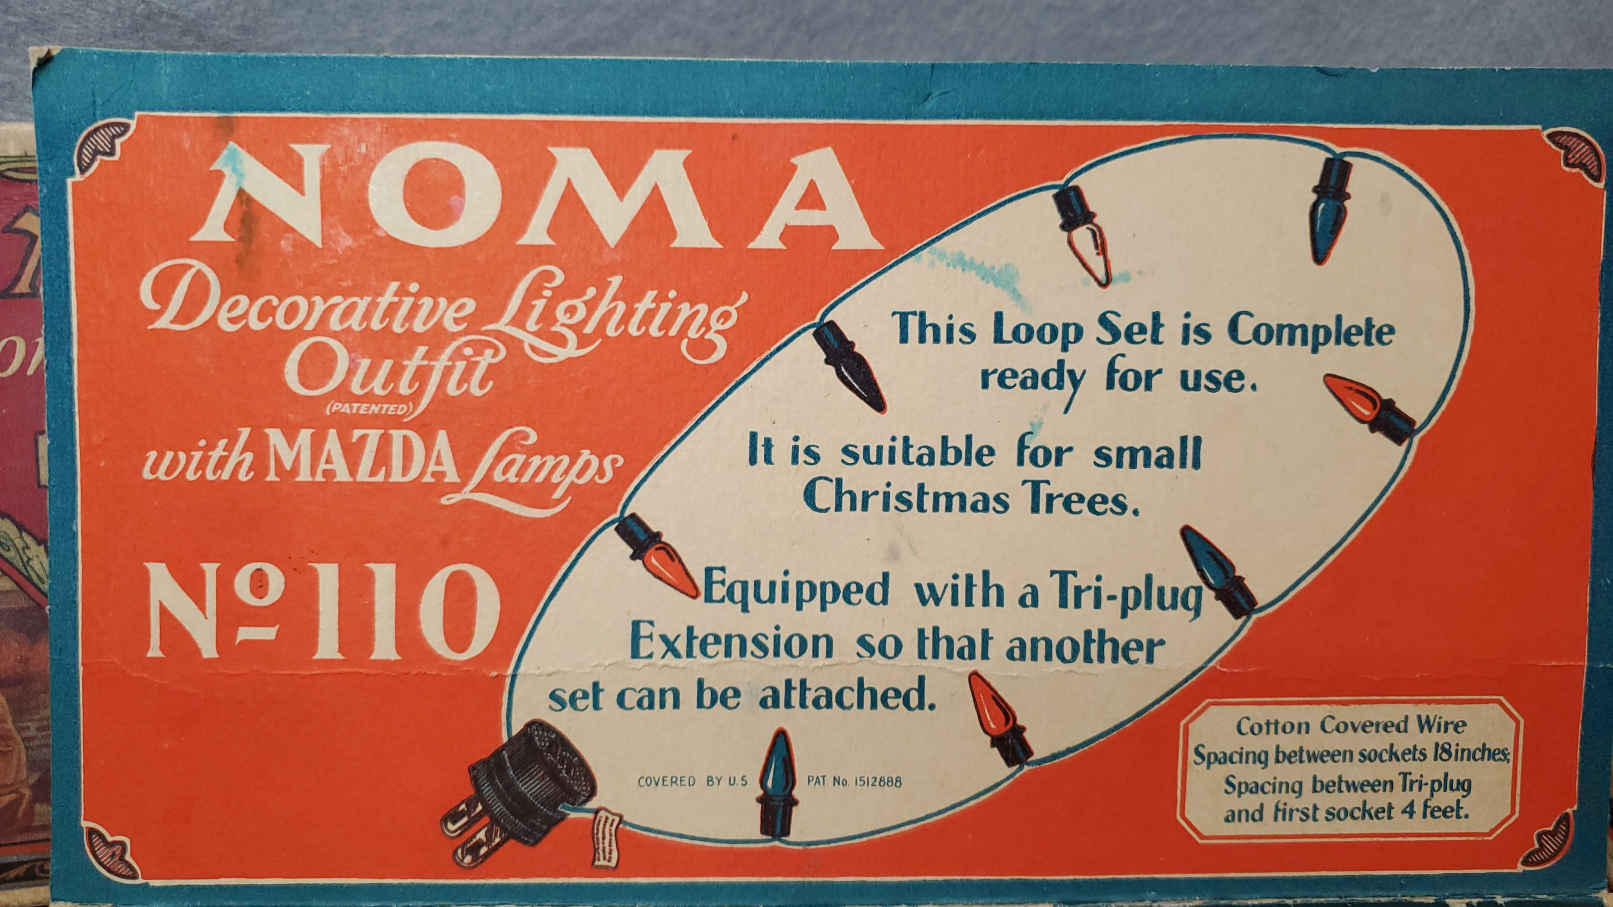 NOMA
Decorative Lighting
Outfit
(PATENTED)
with MAZDA Lamps
Nº 110
This Loop Set is Complete
ready for use.
It is suitable for small
Christmas Trees.
Equipped with a Tri-plug
Extension so that another
set can be attached.
COVERED BY U.S PAT. No. 1512888
Cotton Covered Wire
Spacing between sockets 18 inches;
Spacing between Tri-plug
and first socket 4 feet.